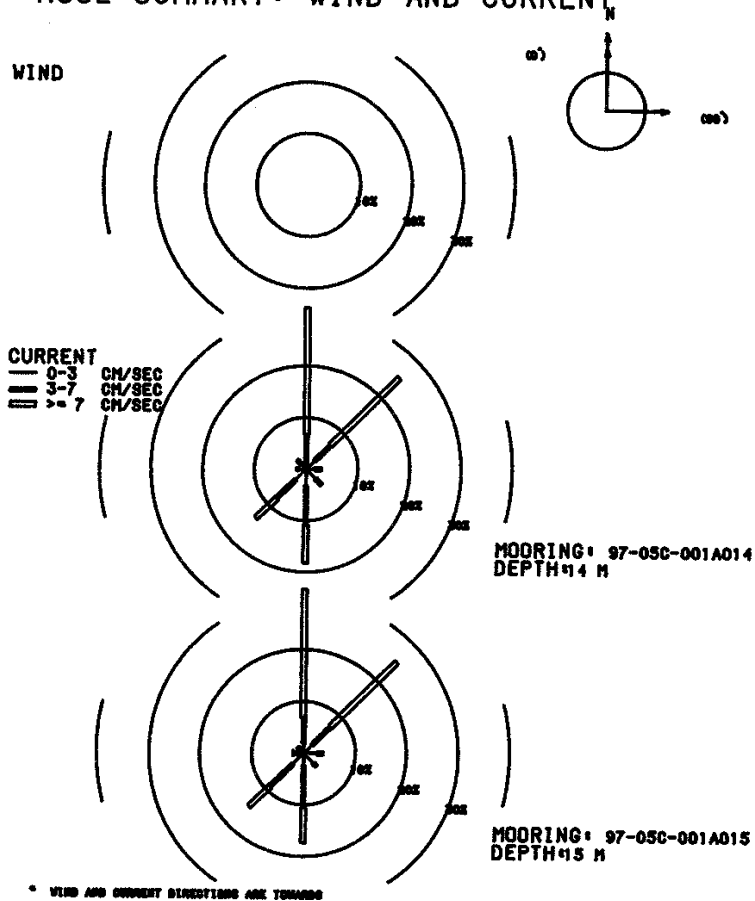 SUMMARY: WIND AND CURRENT
N
WIND
(0°)
(90°)
10%
20%
30%
CURRENT
0-3 CM/SEC
3-7 CM/SEC
>= 7 CM/SEC
10%
20%
30%
MOORING: 97-05C-001A014
DEPTH:14 M
10%
20%
30%
MOORING: 97-05C-001A015
DEPTH:15 M
* WIND AND CURRENT DIRECTIONS ARE TOWARDS